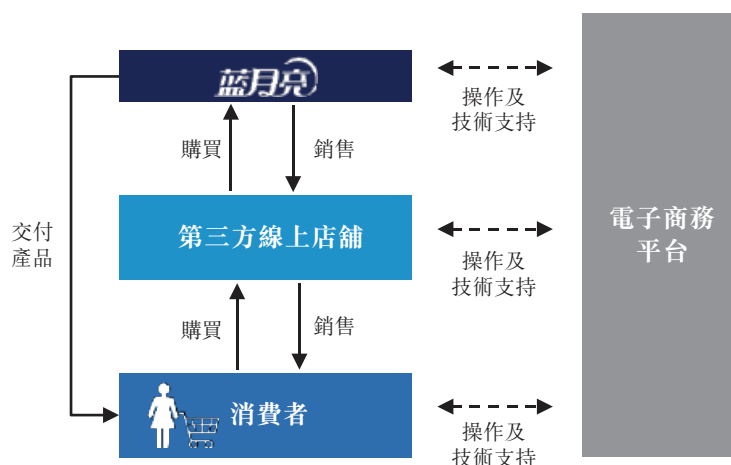 蓝月亮
操作及
技術支持
購買
銷售
第三方線上店舖
電子商務
平台
交付
產品
操作及
技術支持
購買
銷售
消費者
操作及
技術支持